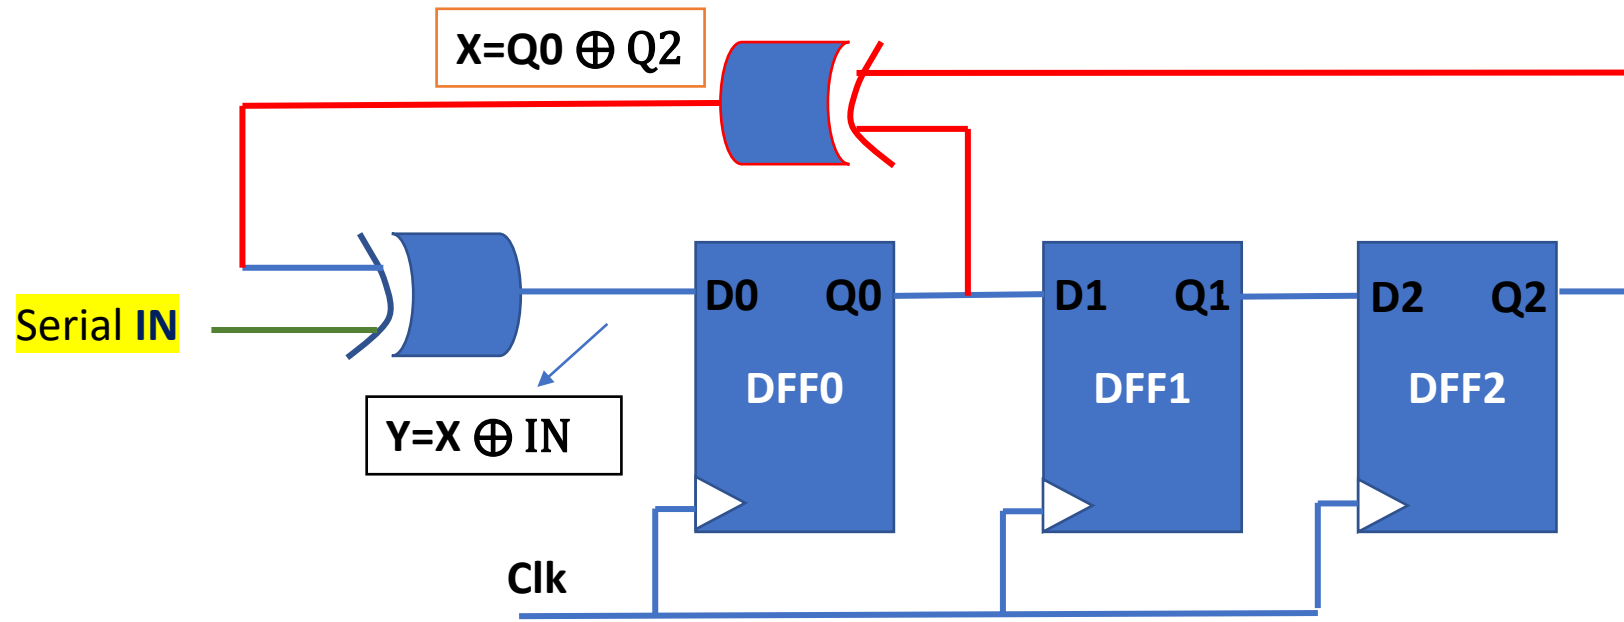 X=Q0 ⊕ Q2
Serial IN
D0 Q0
D1 Q1
D2 Q2
DFF0
DFF1
DFF2
Y=X ⊕ IN
Clk